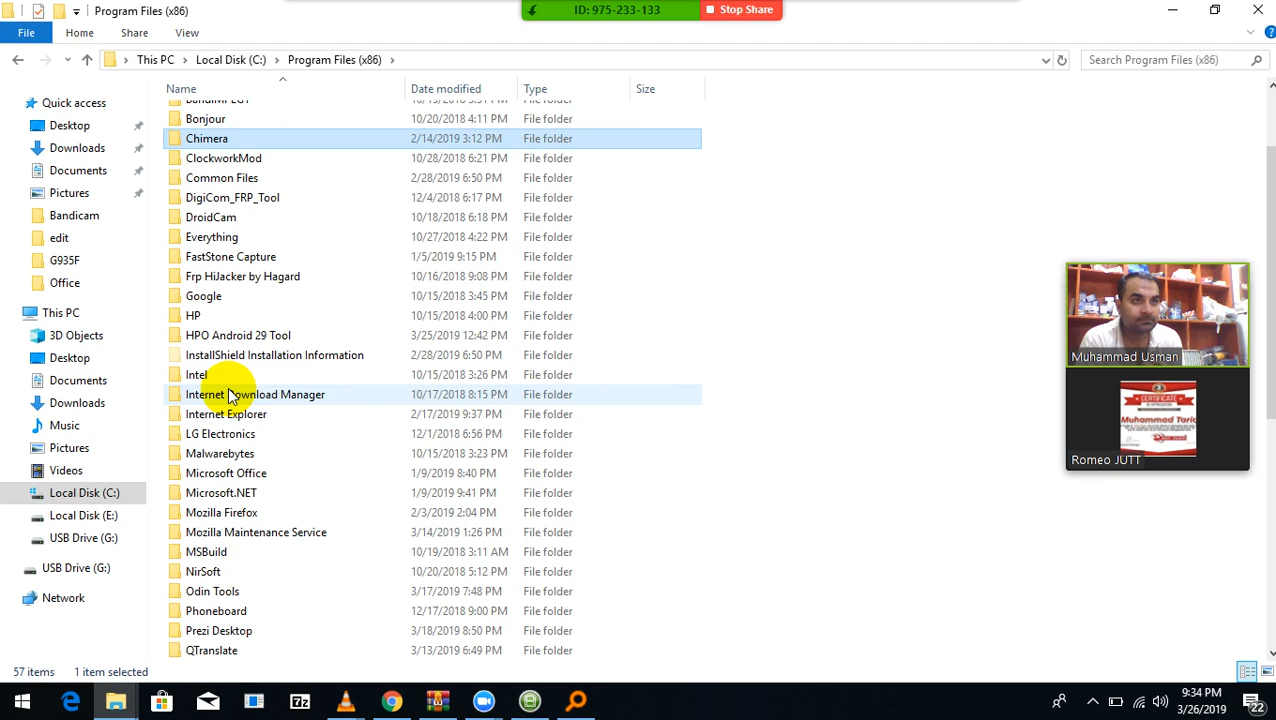 Program Files (x86)
ID: 975-233-133
Stop Share
File Home Share View
This PC Local Disk (C:) Program Files (x86)
Search Program Files (x86)
Name Date modified Type Size
Quick access
Desktop
Downloads
Documents
Pictures
Bandicam
edit
G935F
Office
This PC
3D Objects
Desktop
Documents
Downloads
Music
Pictures
Videos
Local Disk (C:)
Local Disk (E:)
USB Drive (G:)
USB Drive (G:)
Network
Bonjour 10/20/2018 4:11 PM File folder
Chimera 2/14/2019 3:12 PM File folder
ClockworkMod 10/28/2018 6:21 PM File folder
Common Files 2/28/2019 6:50 PM File folder
DigiCom_FRP_Tool 12/4/2018 6:17 PM File folder
DroidCam 10/18/2018 6:18 PM File folder
Everything 10/27/2018 4:22 PM File folder
FastStone Capture 1/5/2019 9:15 PM File folder
Frp HiJacker by Hagard 10/16/2018 9:08 PM File folder
Google 10/15/2018 3:45 PM File folder
HP 10/15/2018 4:00 PM File folder
HPO Android 29 Tool 3/25/2019 12:42 PM File folder
InstallShield Installation Information 2/28/2019 6:50 PM File folder
Intel 10/15/2018 3:26 PM File folder
Internet Download Manager 10/17/2018 8:15 PM File folder
Internet Explorer 2/17/2019 9:37 PM File folder
LG Electronics 12/1/2018 6:56 PM File folder
Malwarebytes 10/15/2018 3:23 PM File folder
Microsoft Office 1/9/2019 8:40 PM File folder
Microsoft.NET 1/9/2019 9:41 PM File folder
Mozilla Firefox 2/3/2019 2:04 PM File folder
Mozilla Maintenance Service 3/14/2019 1:26 PM File folder
MSBuild 10/19/2018 3:11 AM File folder
NirSoft 10/20/2018 5:12 PM File folder
Odin Tools 3/17/2019 7:48 PM File folder
Phoneboard 12/17/2018 9:00 PM File folder
Prezi Desktop 3/18/2019 8:50 PM File folder
QTranslate 3/13/2019 6:49 PM File folder
Muhammad Usman
CERTIFICATE
Muhammad Tariq
Romeo JUTT
57 items 1 item selected
7z
9:34 PM
3/26/2019
22